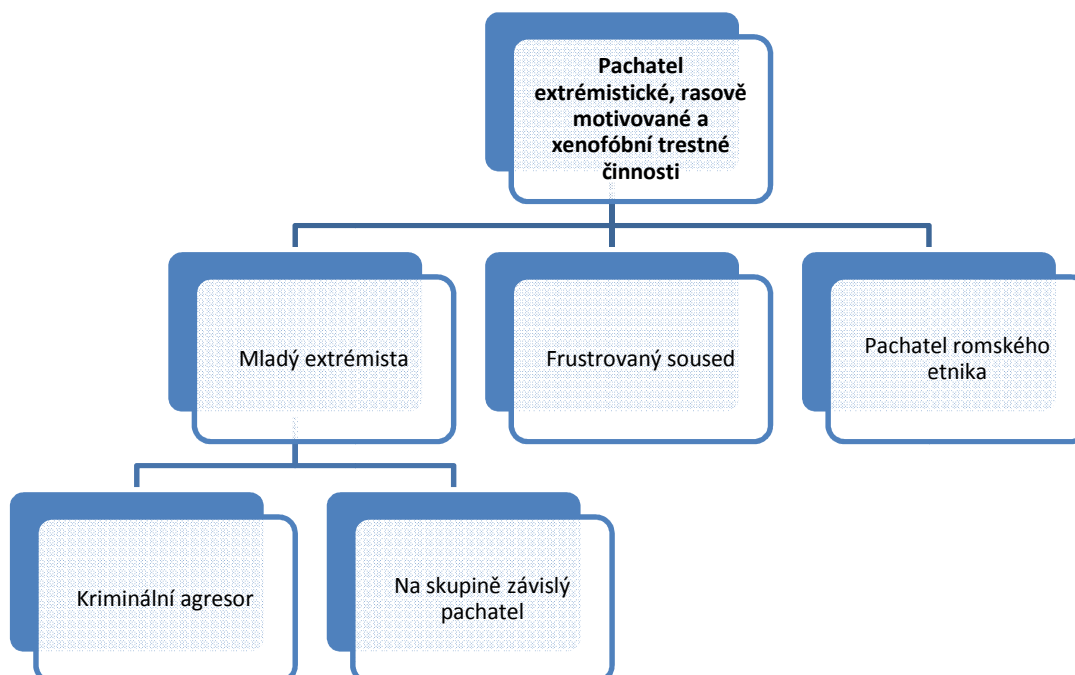 Pachatel
extrémistické, rasově
motivované a
xenofóbní trestné
činnosti
Mladý extrémista
Frustrovaný soused
Pachatel romského
etnika
Kriminální agresor
Na skupině závislý
pachatel